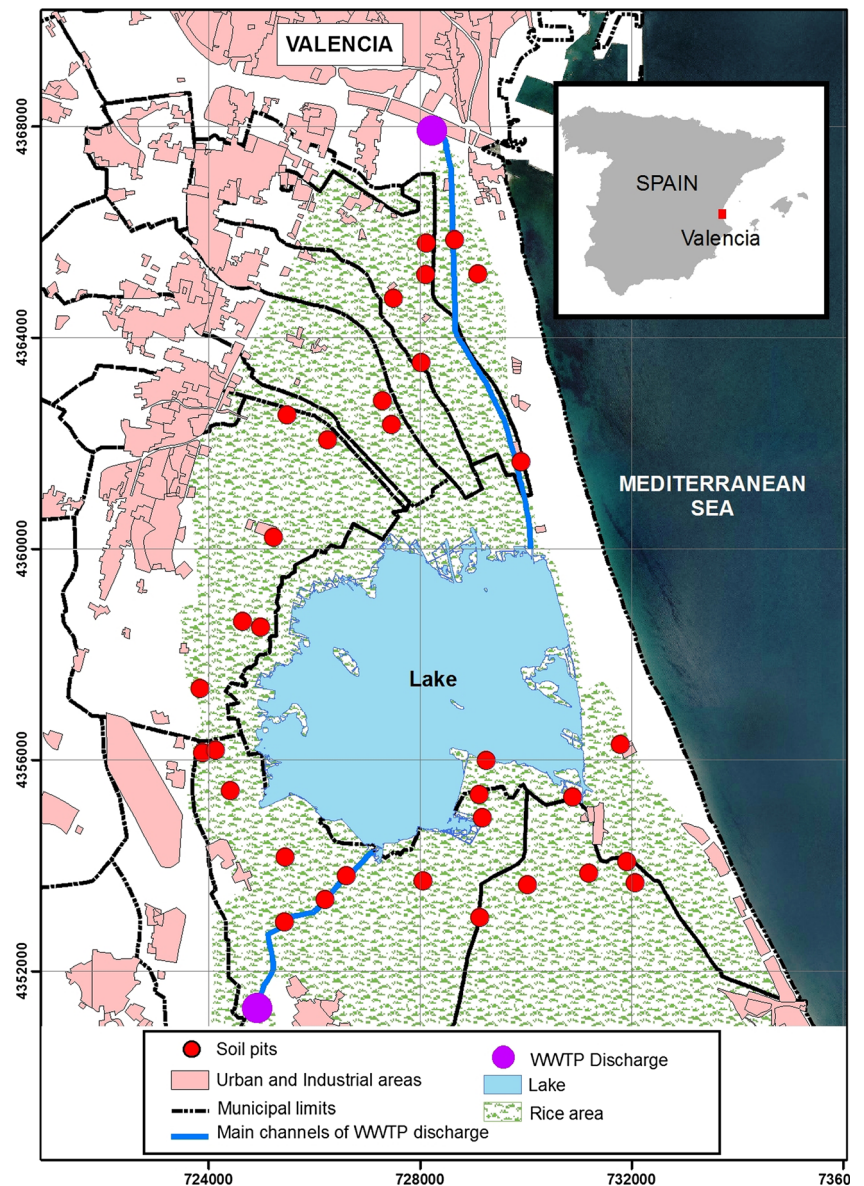 VALENCIA
4368000
SPAIN
Valencia
4364000
MEDITERRANEAN
SEA
4360000
Lake
4356000
4352000
Soil pits
Urban and Industrial areas
Municipal limits
Main channels of WWTP discharge
WWTP Discharge
Lake
Rice area
724000
728000
732000
7360